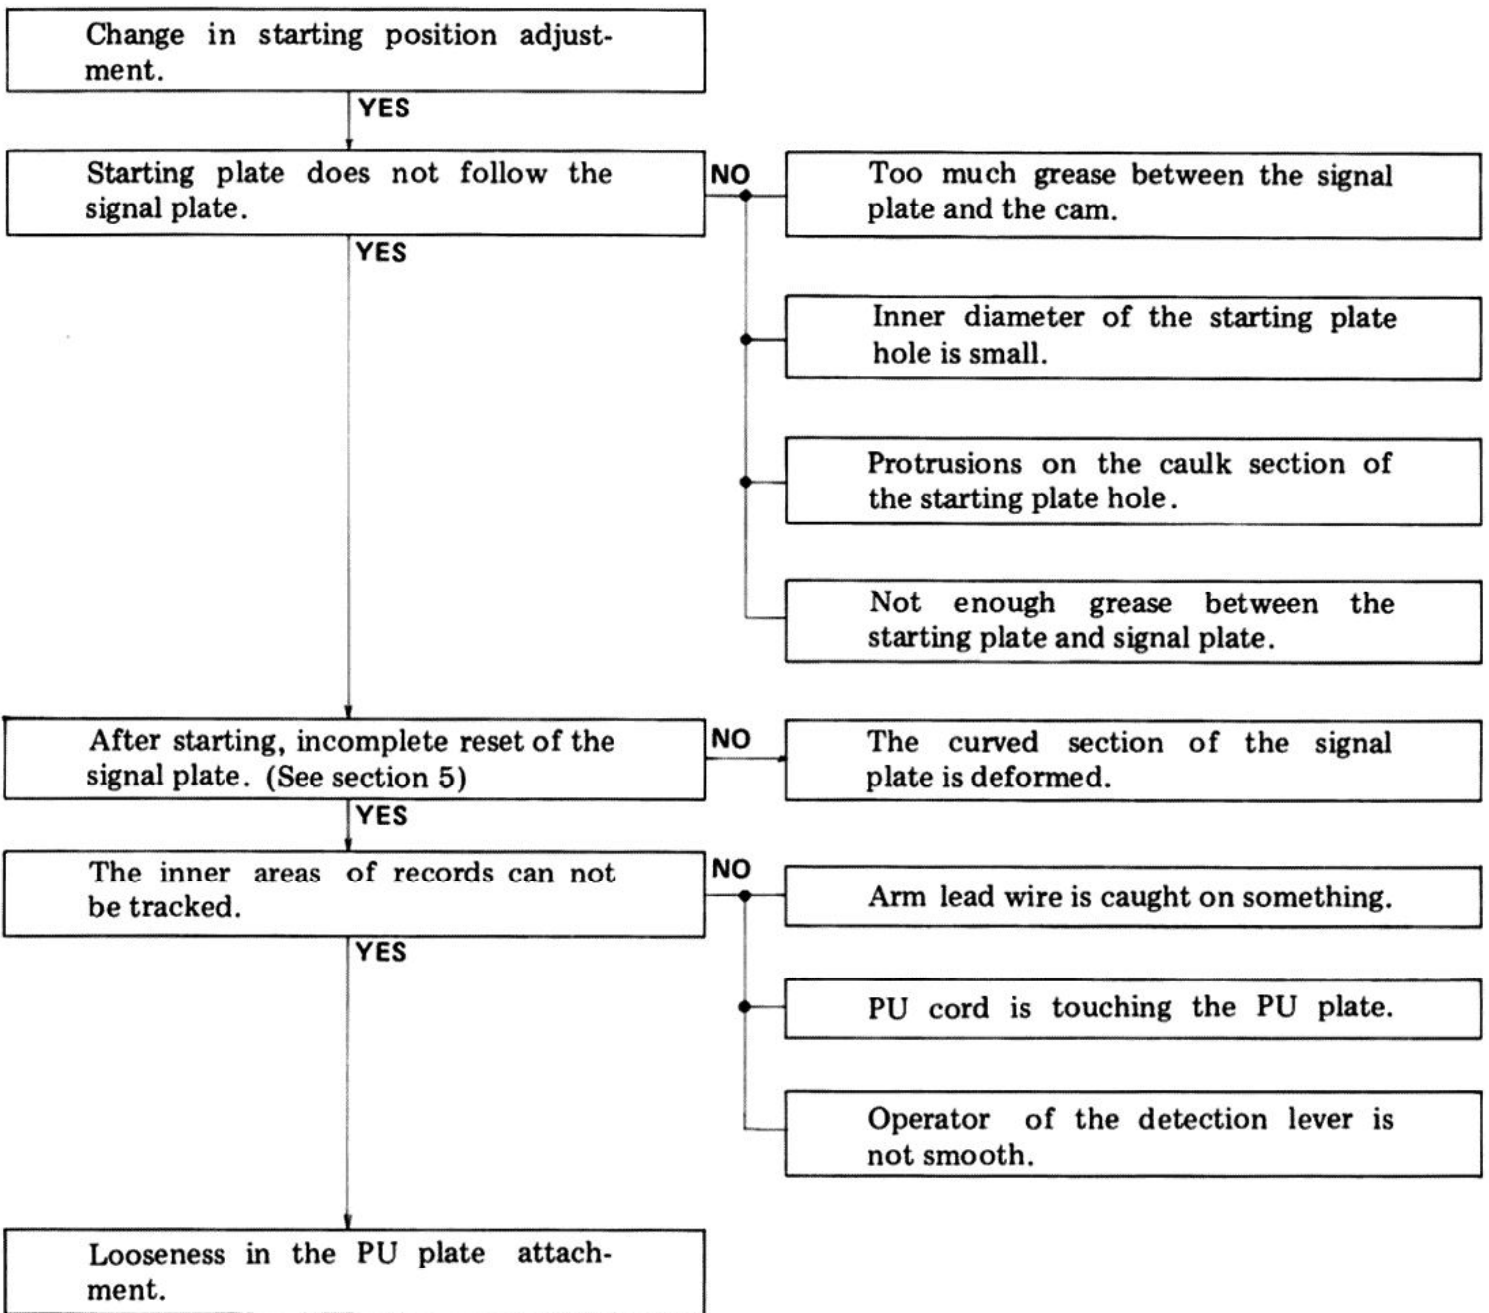 Change in starting position adjust-
ment.
YES
Starting plate does not follow the
signal plate.
NO
Too much grease between the signal
plate and the cam.
YES
Inner diameter of the starting plate
hole is small.
Protrusions on the caulk section of
the starting plate hole.
Not enough grease between the
starting plate and signal plate.
After starting, incomplete reset of the
signal plate. (See section 5)
NO
The curved section of the signal
plate is deformed.
YES
The inner areas of records can not
be tracked.
NO
Arm lead wire is caught on something.
YES
PU cord is touching the PU plate.
Operator of the detection lever is
not smooth.
Looseness in the PU plate attach-
ment.